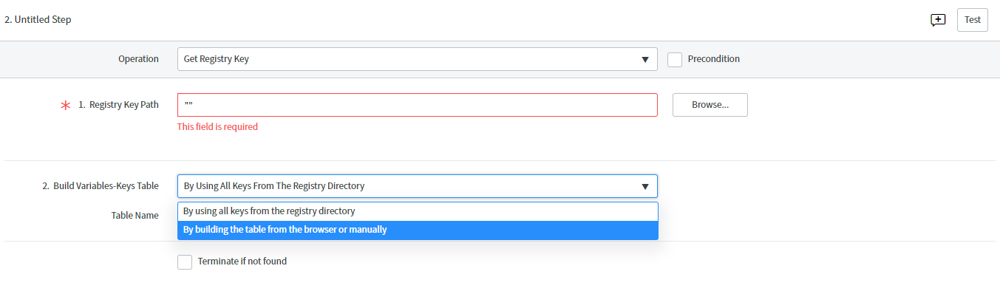 2. Untitled Step
Test
Operation
Get Registry Key
Precondition
1. Registry Key Path
""
Browse...
This field is required
2. Build Variables-Keys Table
By Using All Keys From The Registry Directory
Table Name
By using all keys from the registry directory
By building the table from the browser or manually
Terminate if not found